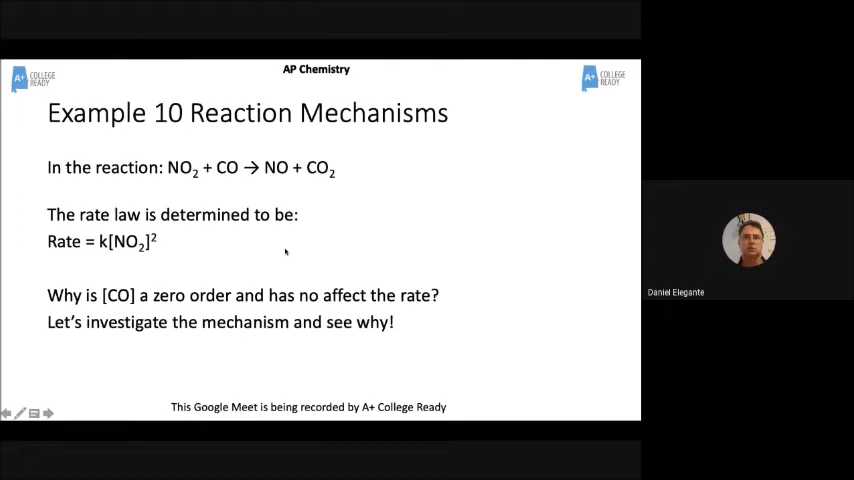 AP Chemistry
A+ COLLEGE READY
A+ COLLEGE READY
Example 10 Reaction Mechanisms
In the reaction: NO₂ + CO → NO + CO₂
The rate law is determined to be:
Rate = k[NO₂]²
Why is [CO] a zero order and has no affect the rate?
Let's investigate the mechanism and see why!
This Google Meet is being recorded by A+ College Ready
Daniel Elegante